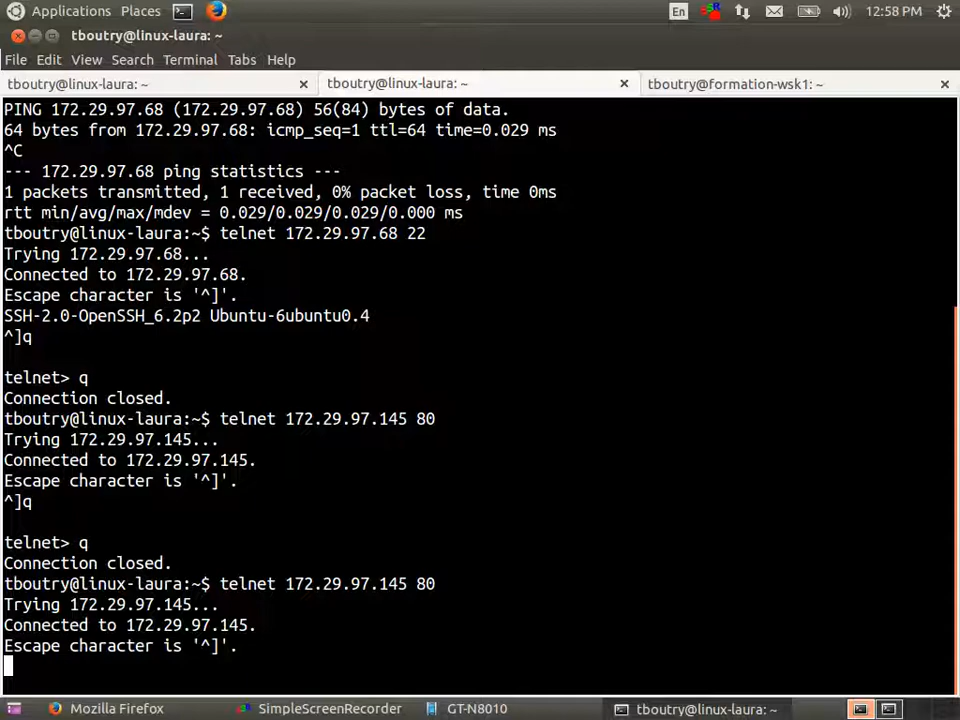 Applications Places En 12:58 PM
tboutry@linux-laura: ~
File Edit View Search Terminal Tabs Help
tboutry@linux-laura: ~ tboutry@linux-laura: ~ tboutry@formation-wsk1: ~
PING 172.29.97.68 (172.29.97.68) 56(84) bytes of data.
64 bytes from 172.29.97.68: icmp_seq=1 ttl=64 time=0.029 ms
^C
--- 172.29.97.68 ping statistics ---
1 packets transmitted, 1 received, 0% packet loss, time 0ms
rtt min/avg/max/mdev = 0.029/0.029/0.029/0.000 ms
tboutry@linux-laura:~$ telnet 172.29.97.68 22
Trying 172.29.97.68...
Connected to 172.29.97.68.
Escape character is '^]'.
SSH-2.0-OpenSSH_6.2p2 Ubuntu-6ubuntu0.4
^]q
telnet> q
Connection closed.
tboutry@linux-laura:~$ telnet 172.29.97.145 80
Trying 172.29.97.145...
Connected to 172.29.97.145.
Escape character is '^]'.
^]q
telnet> q
Connection closed.
tboutry@linux-laura:~$ telnet 172.29.97.145 80
Trying 172.29.97.145...
Connected to 172.29.97.145.
Escape character is '^]'.
Mozilla Firefox SimpleScreenRecorder GT-N8010 tboutry@linux-laura: ~